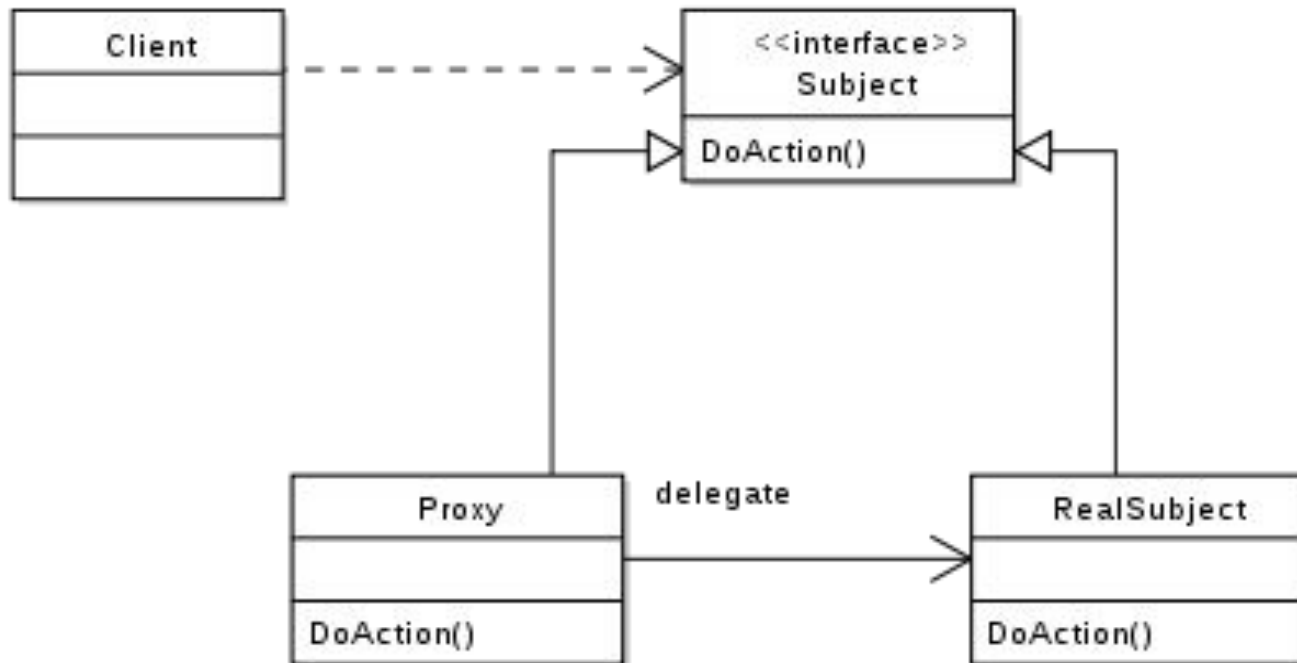 Client
<<interface>>
Subject
DoAction()
Proxy
delegate
RealSubject
DoAction()
DoAction()